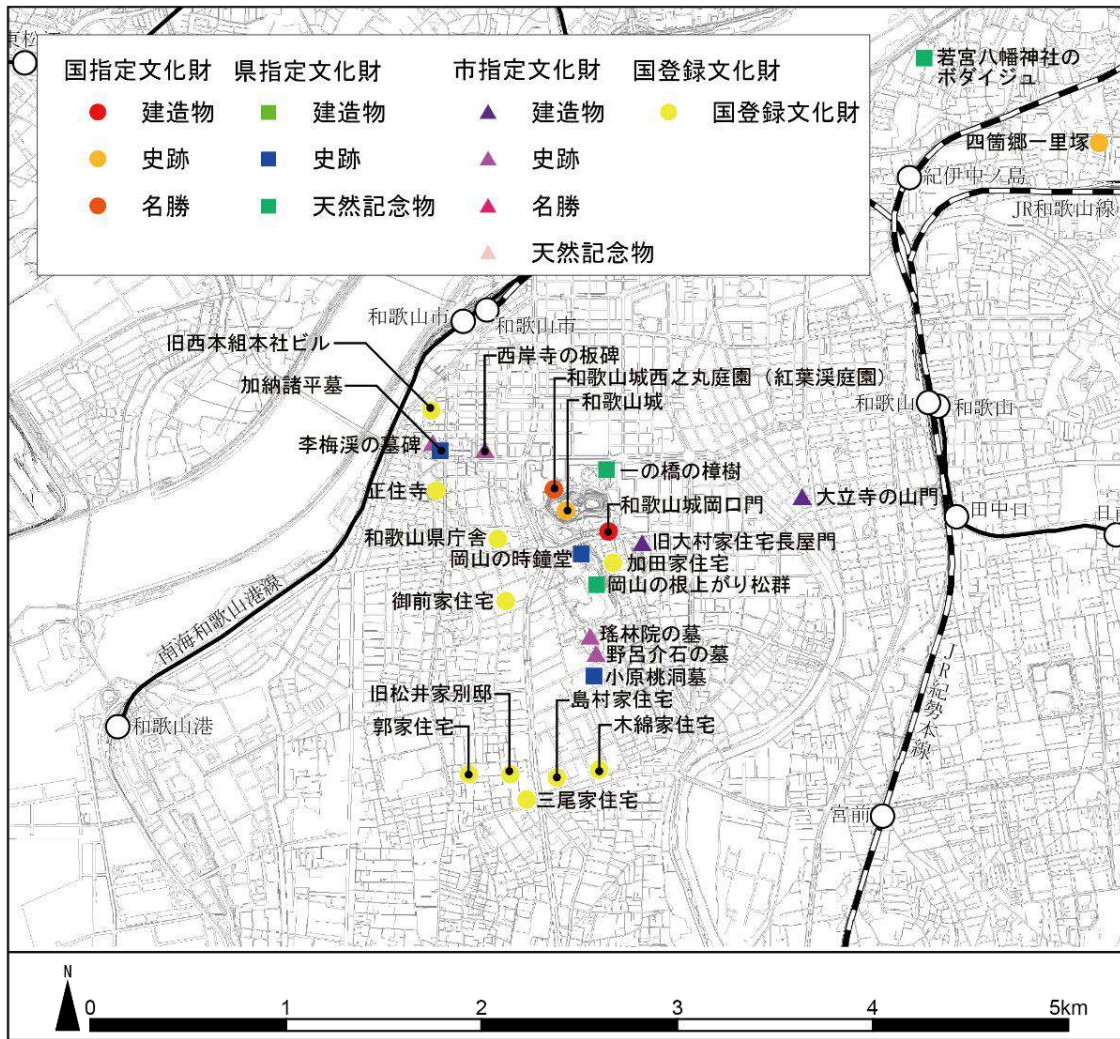 国指定文化財
県指定文化財
市指定文化財
国登録文化財
建造物
建造物
建造物
国登録文化財
史跡
史跡
史跡
名勝
天然記念物
名勝
天然記念物
若宮八幡神社の
ボダイジュ
四箇郷一里塚
紀伊中ノ島
JR和歌山線
和歌山市
和歌山市
旧西本組本社ビル
西岸寺の板碑
加納諸平墓
和歌山城西之丸庭園(紅葉渓庭園)
和歌山城
和歌山
和歌山
李梅渓の墓碑
一の橋の樟樹
正住寺
和歌山城岡口門
大立寺の山門
田中口
和歌山県庁舎
旧大村家住宅長屋門
岡山の時鐘堂
加田家住宅
岡山の根上がり松群
御前家住宅
南海和歌山港線
瑤林院の墓
野呂介石の墓
小原桃洞墓
JR紀勢本線
旧松井家別邸
島村家住宅
郭家住宅
木綿家住宅
和歌山港
三尾家住宅
宮前
N
0 1 2 3 4 5km